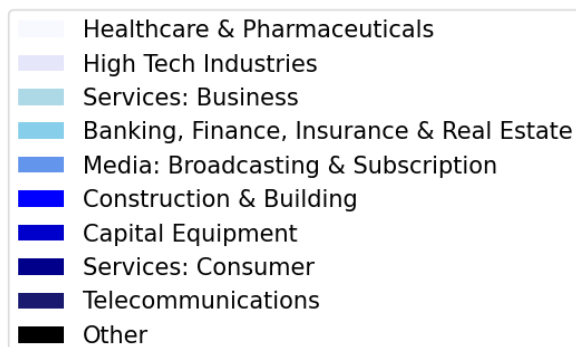 Healthcare & Pharmaceuticals
High Tech Industries
Services: Business
Banking, Finance, Insurance & Real Estate
Media: Broadcasting & Subscription
Construction & Building
Capital Equipment
Services: Consumer
Telecommunications
Other